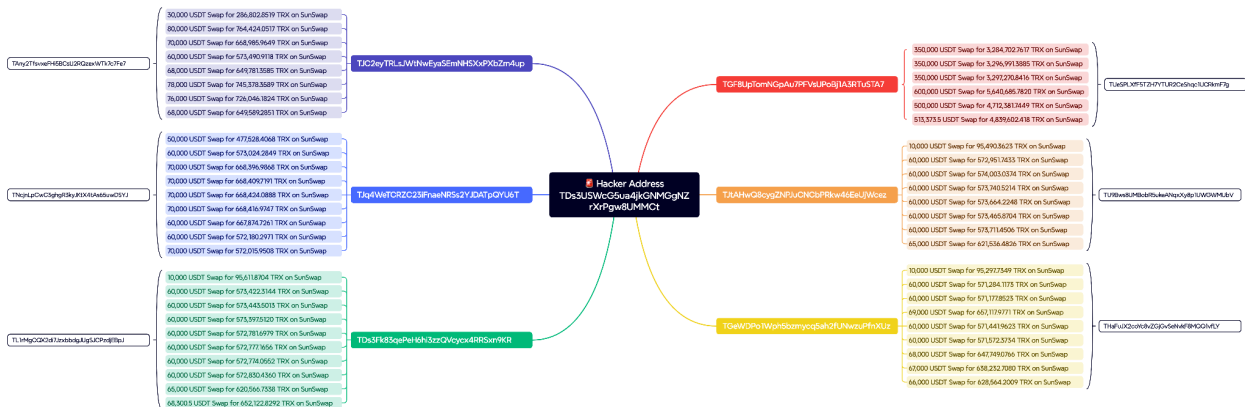 30,000 USDT Swap for 286,802.8519 TRX on SunSwap
80,000 USDT Swap for 764,424.0517 TRX on SunSwap
70,000 USDT Swap for 668,985.9649 TRX on SunSwap
60,000 USDT Swap for 573,490.9118 TRX on SunSwap
68,000 USDT Swap for 649,781.3585 TRX on SunSwap
78,000 USDT Swap for 745,378.3589 TRX on SunSwap
76,000 USDT Swap for 726,046.1824 TRX on SunSwap
68,000 USDT Swap for 649,589.2851 TRX on SunSwap
TJC2eyTRLsJWtNwEyaSEmNHSXxPXbZm4up
50,000 USDT Swap for 477,528.4068 TRX on SunSwap
60,000 USDT Swap for 573,024.2849 TRX on SunSwap
70,000 USDT Swap for 668,396.9868 TRX on SunSwap
70,000 USDT Swap for 668,409.7191 TRX on SunSwap
70,000 USDT Swap for 668,424.0888 TRX on SunSwap
70,000 USDT Swap for 668,416.9747 TRX on SunSwap
70,000 USDT Swap for 667,874.7261 TRX on SunSwap
60,000 USDT Swap for 572,180.2971 TRX on SunSwap
70,000 USDT Swap for 572,015.9508 TRX on SunSwap
TJq4WeTCRZC23iFnaeNRSs2YJDATpQYU6T
10,000 USDT Swap for 95,611.8704 TRX on SunSwap
60,000 USDT Swap for 573,422.3144 TRX on SunSwap
60,000 USDT Swap for 573,443.5013 TRX on SunSwap
60,000 USDT Swap for 573,397.5120 TRX on SunSwap
60,000 USDT Swap for 572,781.6979 TRX on SunSwap
60,000 USDT Swap for 572,777.1656 TRX on SunSwap
60,000 USDT Swap for 572,774.0552 TRX on SunSwap
60,000 USDT Swap for 572,830.4360 TRX on SunSwap
65,000 USDT Swap for 620,566.7338 TRX on SunSwap
68,300.5 USDT Swap for 652,122.8292 TRX on SunSwap
TDs3Fk83qePeH6hi3zzQVcycx4RRSxn9KR
Hacker Address
TDs3USWcG5ua4jkGNMGgNZ
rXrPgw8UMMCt
TGF8UpTomNGpAu7PFVsUPoBj1A3RTuSTA7
350,000 USDT Swap for 3,284,702.7617 TRX on SunSwap
350,000 USDT Swap for 3,296,991.3885 TRX on SunSwap
350,000 USDT Swap for 3,297,270.8416 TRX on SunSwap
600,000 USDT Swap for 5,640,685.7820 TRX on SunSwap
500,000 USDT Swap for 4,712,381.7449 TRX on SunSwap
513,373.5 USDT Swap for 4,839,602.418 TRX on SunSwap
TJtAHwQ8cygZNPJuCNCbPRkw46EeUjWcez
10,000 USDT Swap for 95,490.3623 TRX on SunSwap
60,000 USDT Swap for 572,951.7433 TRX on SunSwap
60,000 USDT Swap for 574,003.0374 TRX on SunSwap
60,000 USDT Swap for 573,740.5214 TRX on SunSwap
60,000 USDT Swap for 573,664.2248 TRX on SunSwap
60,000 USDT Swap for 573,465.8704 TRX on SunSwap
60,000 USDT Swap for 573,711.4506 TRX on SunSwap
65,000 USDT Swap for 621,536.4826 TRX on SunSwap
10,000 USDT Swap for 95,297.7349 TRX on SunSwap
60,000 USDT Swap for 571,284.1173 TRX on SunSwap
60,000 USDT Swap for 571,177.8523 TRX on SunSwap
69,000 USDT Swap for 657,117.9771 TRX on SunSwap
60,000 USDT Swap for 571,441.9623 TRX on SunSwap
60,000 USDT Swap for 571,572.3734 TRX on SunSwap
68,000 USDT Swap for 647,749.0766 TRX on SunSwap
67,000 USDT Swap for 638,232.7080 TRX on SunSwap
66,000 USDT Swap for 628,564.2009 TRX on SunSwap